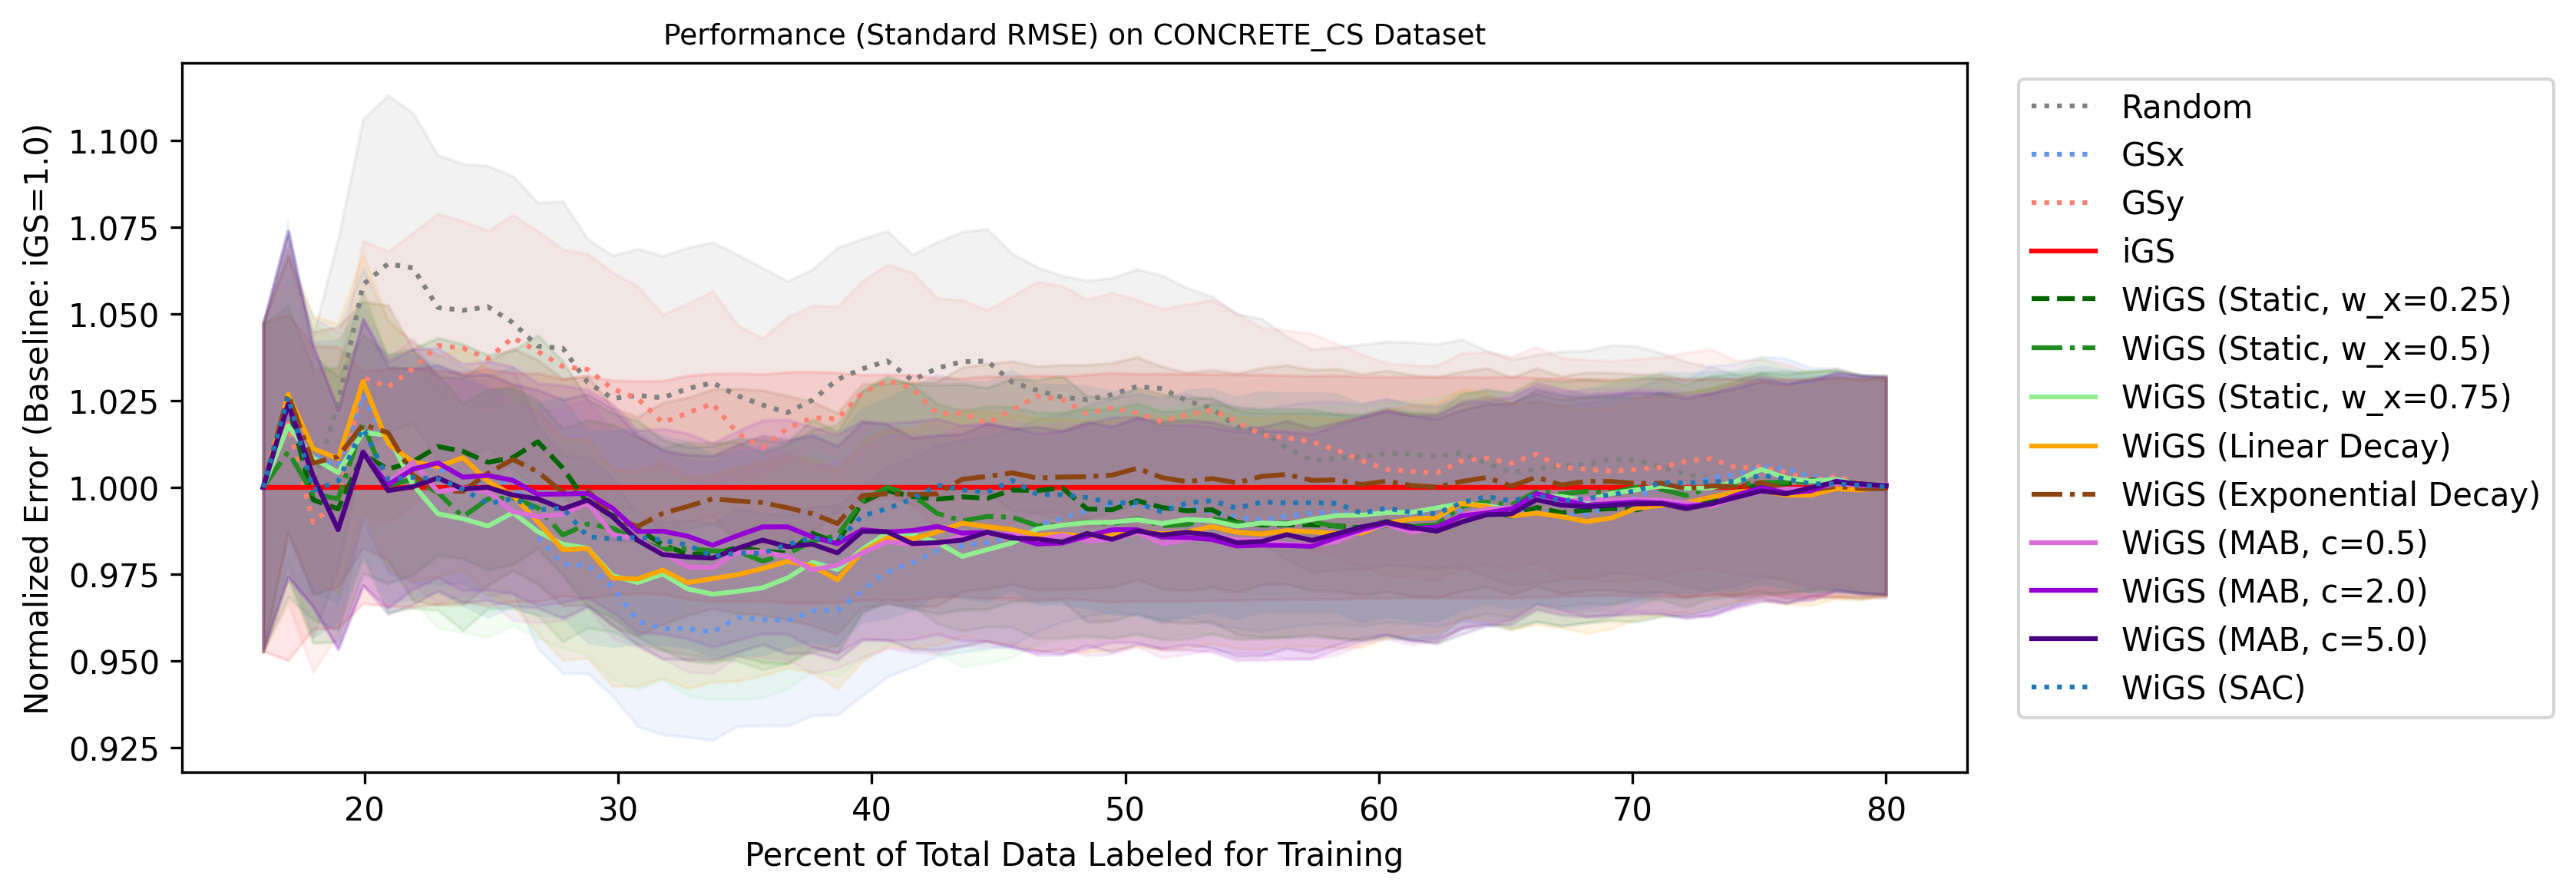 Performance (Standard RMSE) on CONCRETE_CS Dataset
Normalized Error (Baseline: iGS=1.0)
1.100
1.075
1.050
1.025
1.000
0.975
0.950
0.925
20 30 40 50 60 70 80
Percent of Total Data Labeled for Training
Random
GSx
GSy
iGS
WiGS (Static, w_x=0.25)
WiGS (Static, w_x=0.5)
WiGS (Static, w_x=0.75)
WiGS (Linear Decay)
WiGS (Exponential Decay)
WiGS (MAB, c=0.5)
WiGS (MAB, c=2.0)
WiGS (MAB, c=5.0)
WiGS (SAC)